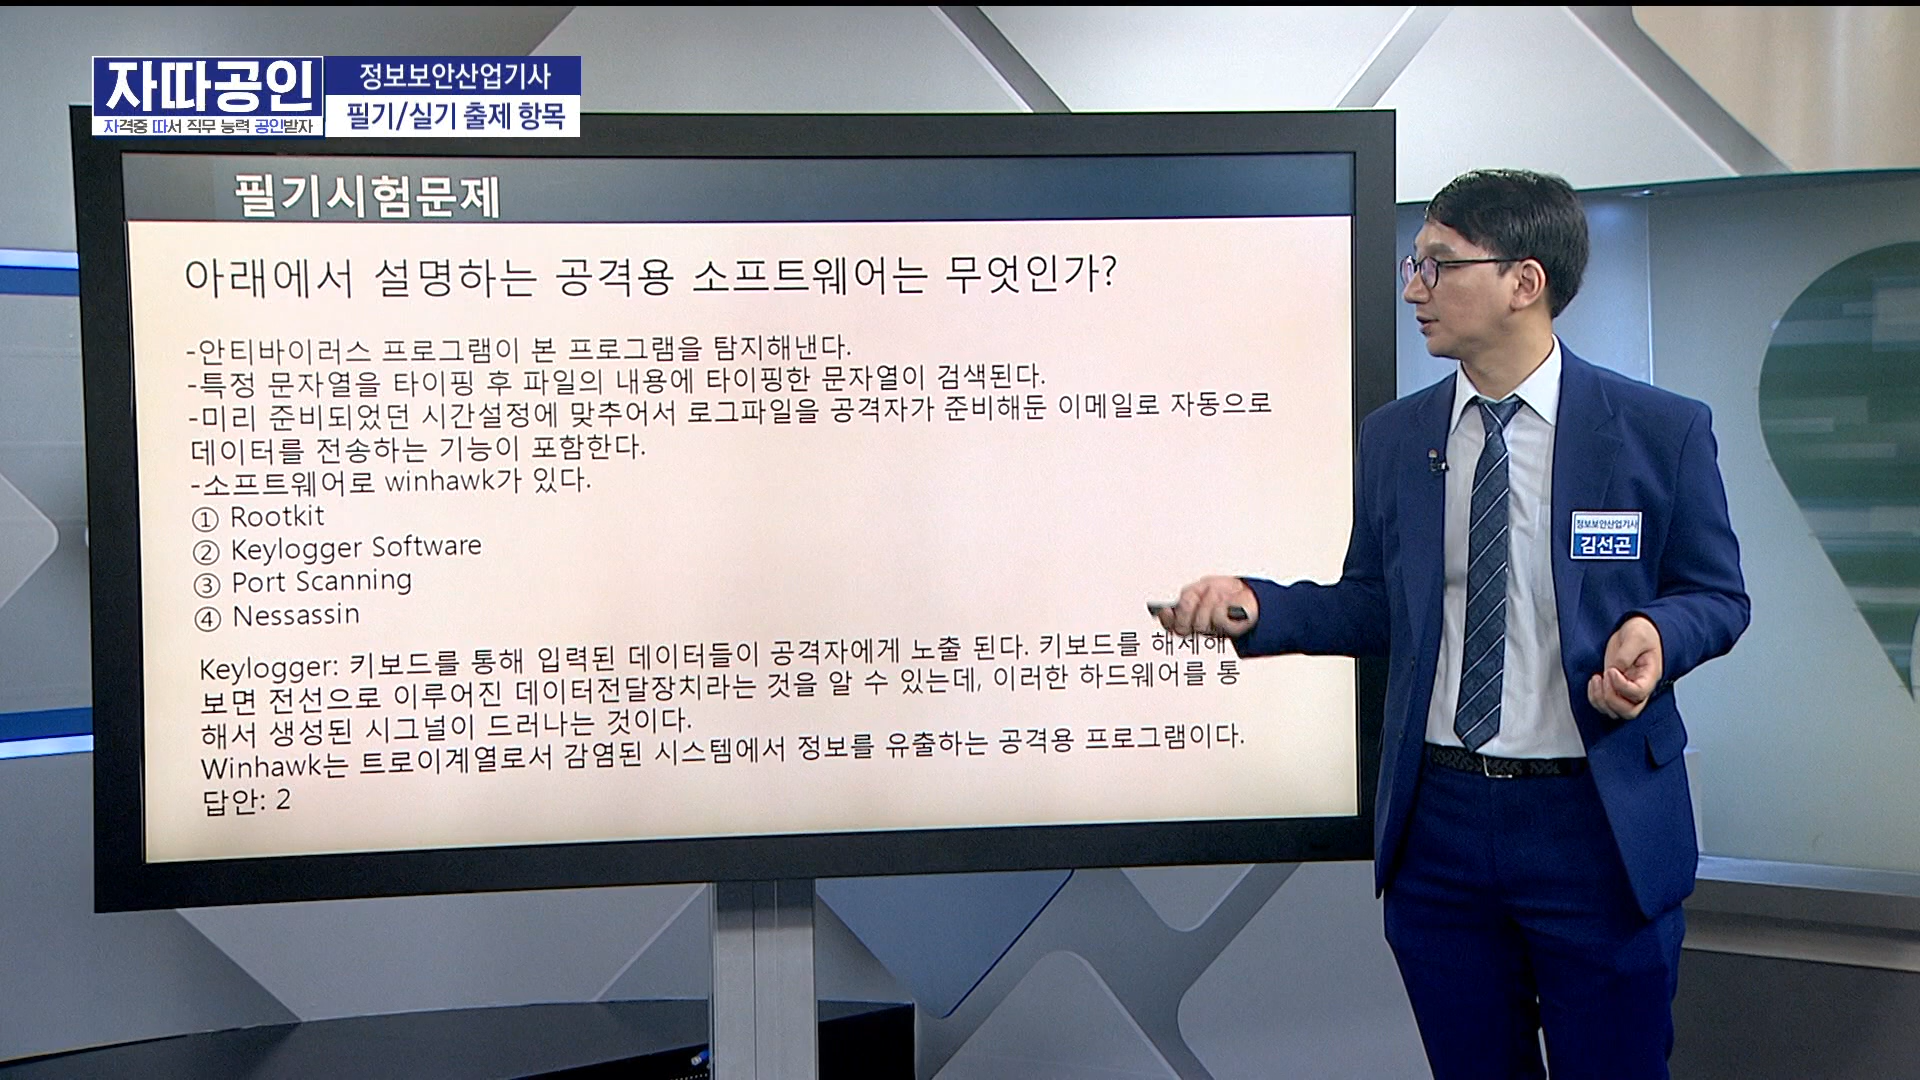 자따공인
자격증 따서 직무 능력 공인받자
정보보안산업기사
필기/실기 출제 항목
필기시험문제
아래에서 설명하는 공격용 소프트웨어는 무엇인가?
-안티바이러스 프로그램이 본 프로그램을 탐지해낸다.
-특정 문자열을 타이핑 후 파일의 내용에 타이핑한 문자열이 검색된다.
-미리 준비되었던 시간설정에 맞추어서 로그파일을 공격자가 준비해둔 이메일로 자동으로
데이터를 전송하는 기능이 포함한다.
-소프트웨어로 winhawk가 있다.
① Rootkit
② Keylogger Software
③ Port Scanning
④ Nessassin
Keylogger: 키보드를 통해 입력된 데이터들이 공격자에게 노출 된다. 키보드를 해체해
보면 전선으로 이루어진 데이터전달장치라는 것을 알 수 있는데, 이러한 하드웨어를 통
해서 생성된 시그널이 드러나는 것이다.
Winhawk는 트로이계열로서 감염된 시스템에서 정보를 유출하는 공격용 프로그램이다.
답안: 2
정보보안산업기사
김선곤